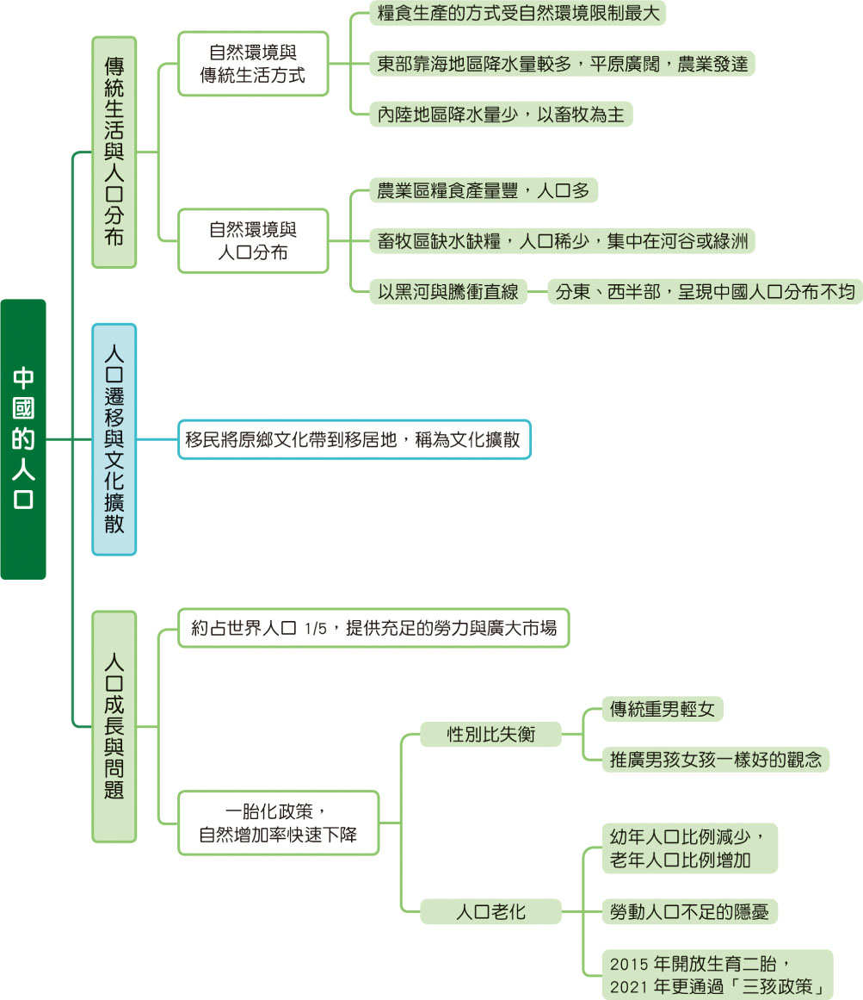 中國的人口
傳統生活與人口分布
自然環境與
傳統生活方式
糧食生產的方式受自然環境限制最大
東部靠海地區降水量較多，平原廣闊，農業發達
內陸地區降水量少，以畜牧為主
自然環境與
人口分布
農業區糧食產量豐，人口多
畜牧區缺水缺糧，人口稀少，集中在河谷或綠洲
以黑河與騰衝直線
分東、西半部，呈現中國人口分布不均
人口遷移與文化擴散
移民將原鄉文化帶到移居地，稱為文化擴散
人口成長與問題
約占世界人口 1/5，提供充足的勞力與廣大市場
一胎化政策，
自然增加率快速下降
性別比失衡
傳統重男輕女
推廣男孩女孩一樣好的觀念
人口老化
幼年人口比例減少，
老年人口比例增加
勞動人口不足的隱憂
2015 年開放生育二胎，
2021 年更通過「三孩政策」